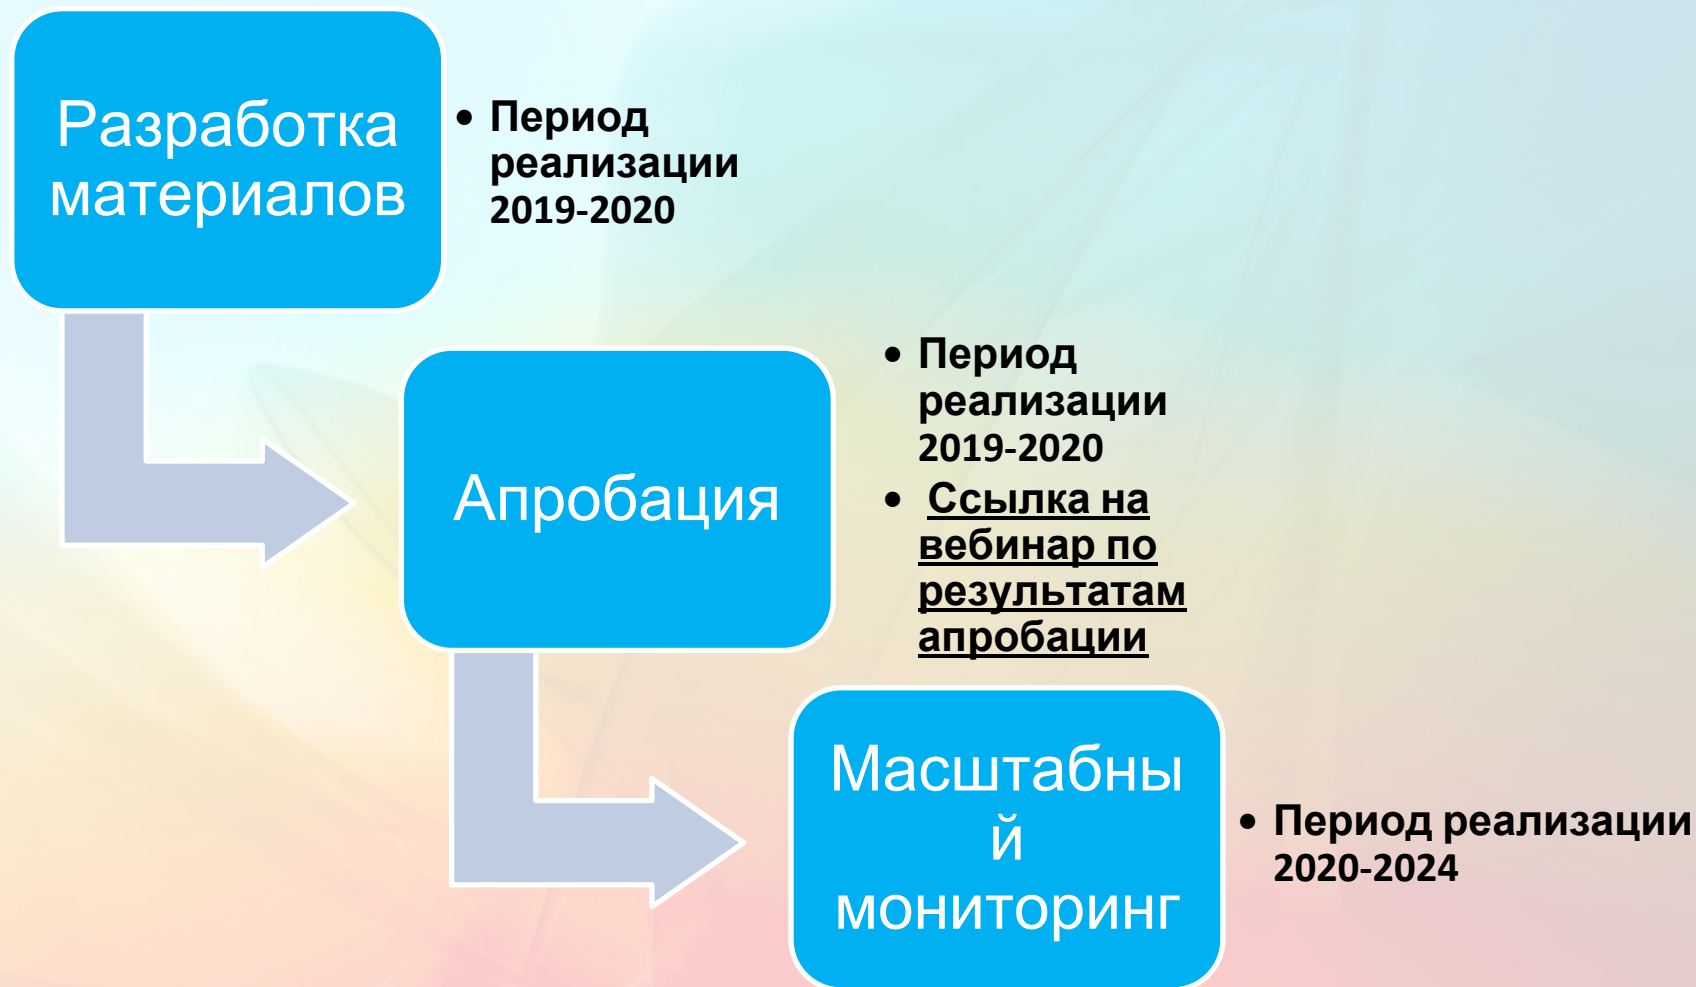 Разработка
материалов
• Период
реализации
2019-2020
Апробация
• Период
реализации
2019-2020
• Ссылка на
вебинар по
результатам
апробации
Масштабны
й
мониторинг
• Период реализации
2020-2024